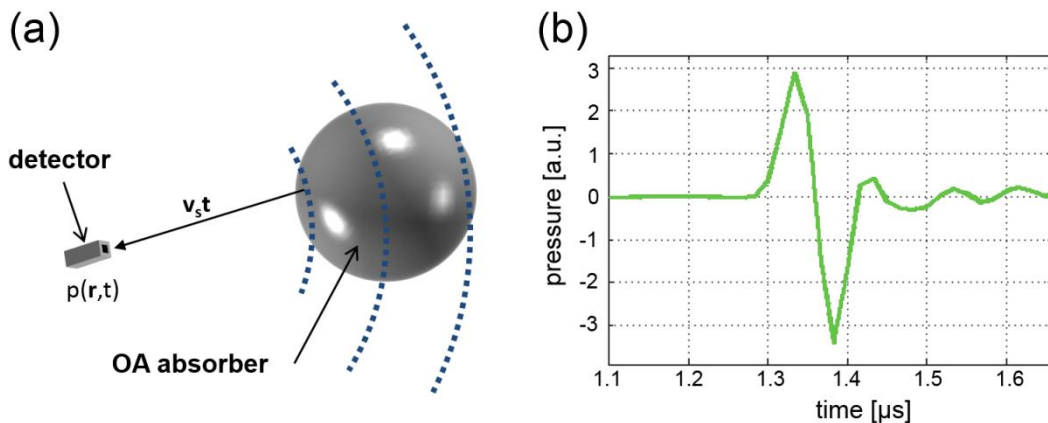 (a)
detector
vₛt
p(r,t)
OA absorber
(b)
pressure [a.u.]
3
2
1
0
-1
-2
-3
1.1 1.2 1.3 1.4 1.5 1.6
time [µs]